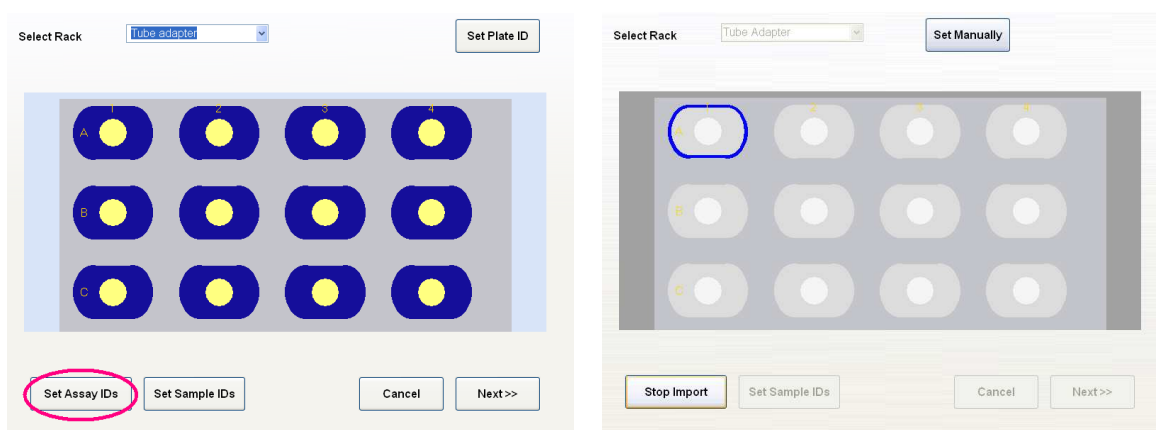 Select Rack Tube adapter Set Plate ID
1 2 3 4
A
B
C
Set Assay IDs Set Sample IDs Cancel Next >>
Select Rack Tube Adapter Set Manually
1 2 3 4
A
B
C
Stop Import Set Sample IDs Cancel Next >>